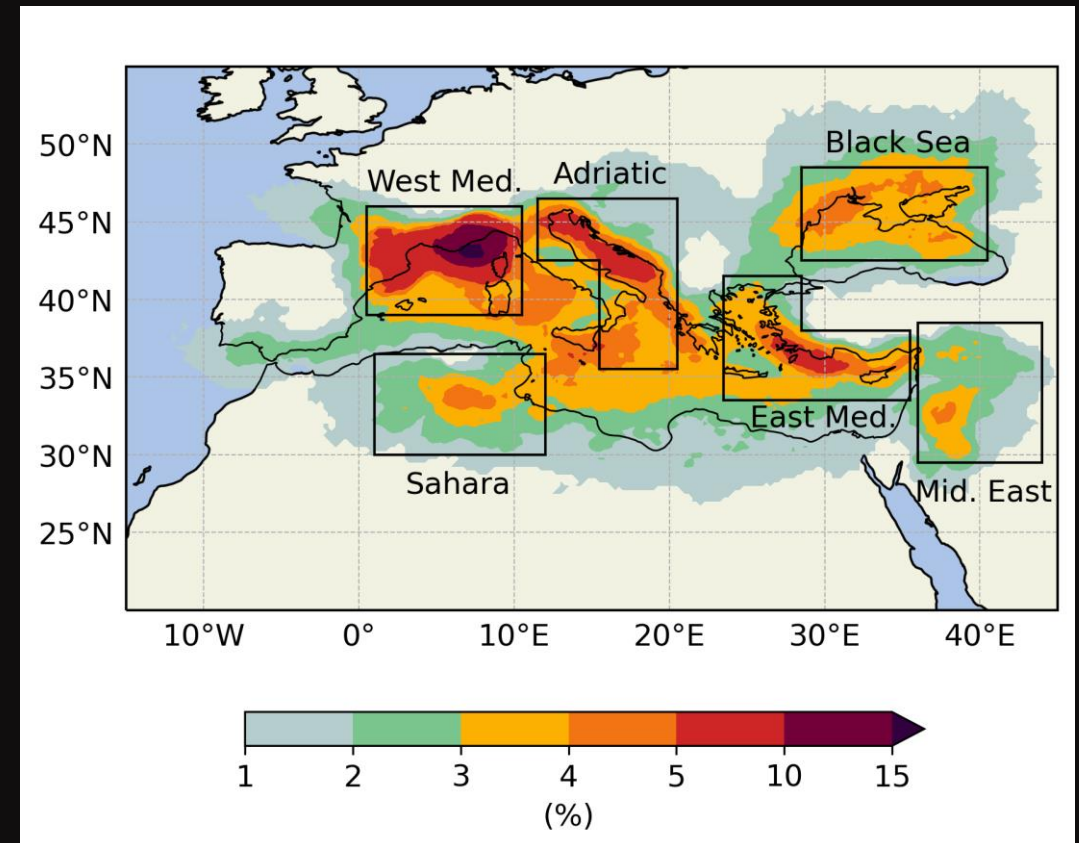 50°N
45°N
40°N
35°N
30°N
25°N
West Med.
Adriatic
Black Sea
East Med.
Sahara
Mid. East
10°W 0° 10°E 20°E 30°E 40°E
1 2 3 4 5 10 15
(%)